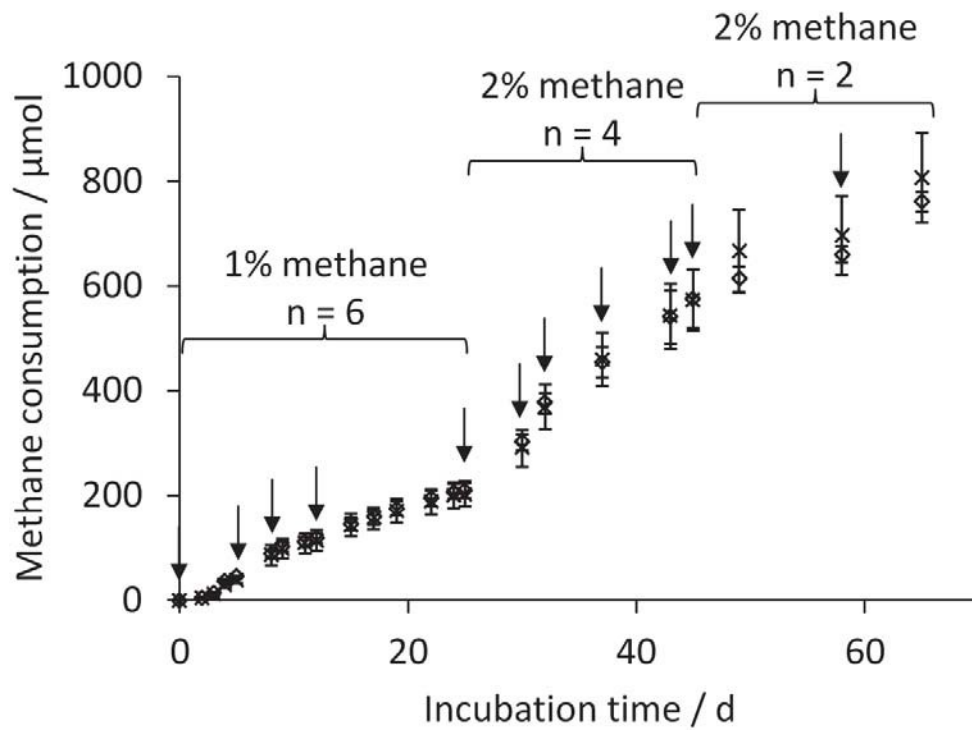 2% methane
n = 2
2% methane
n = 4
1% methane
n = 6
Methane consumption / µmol
1000
800
600
400
200
0
0 20 40 60
Incubation time / d